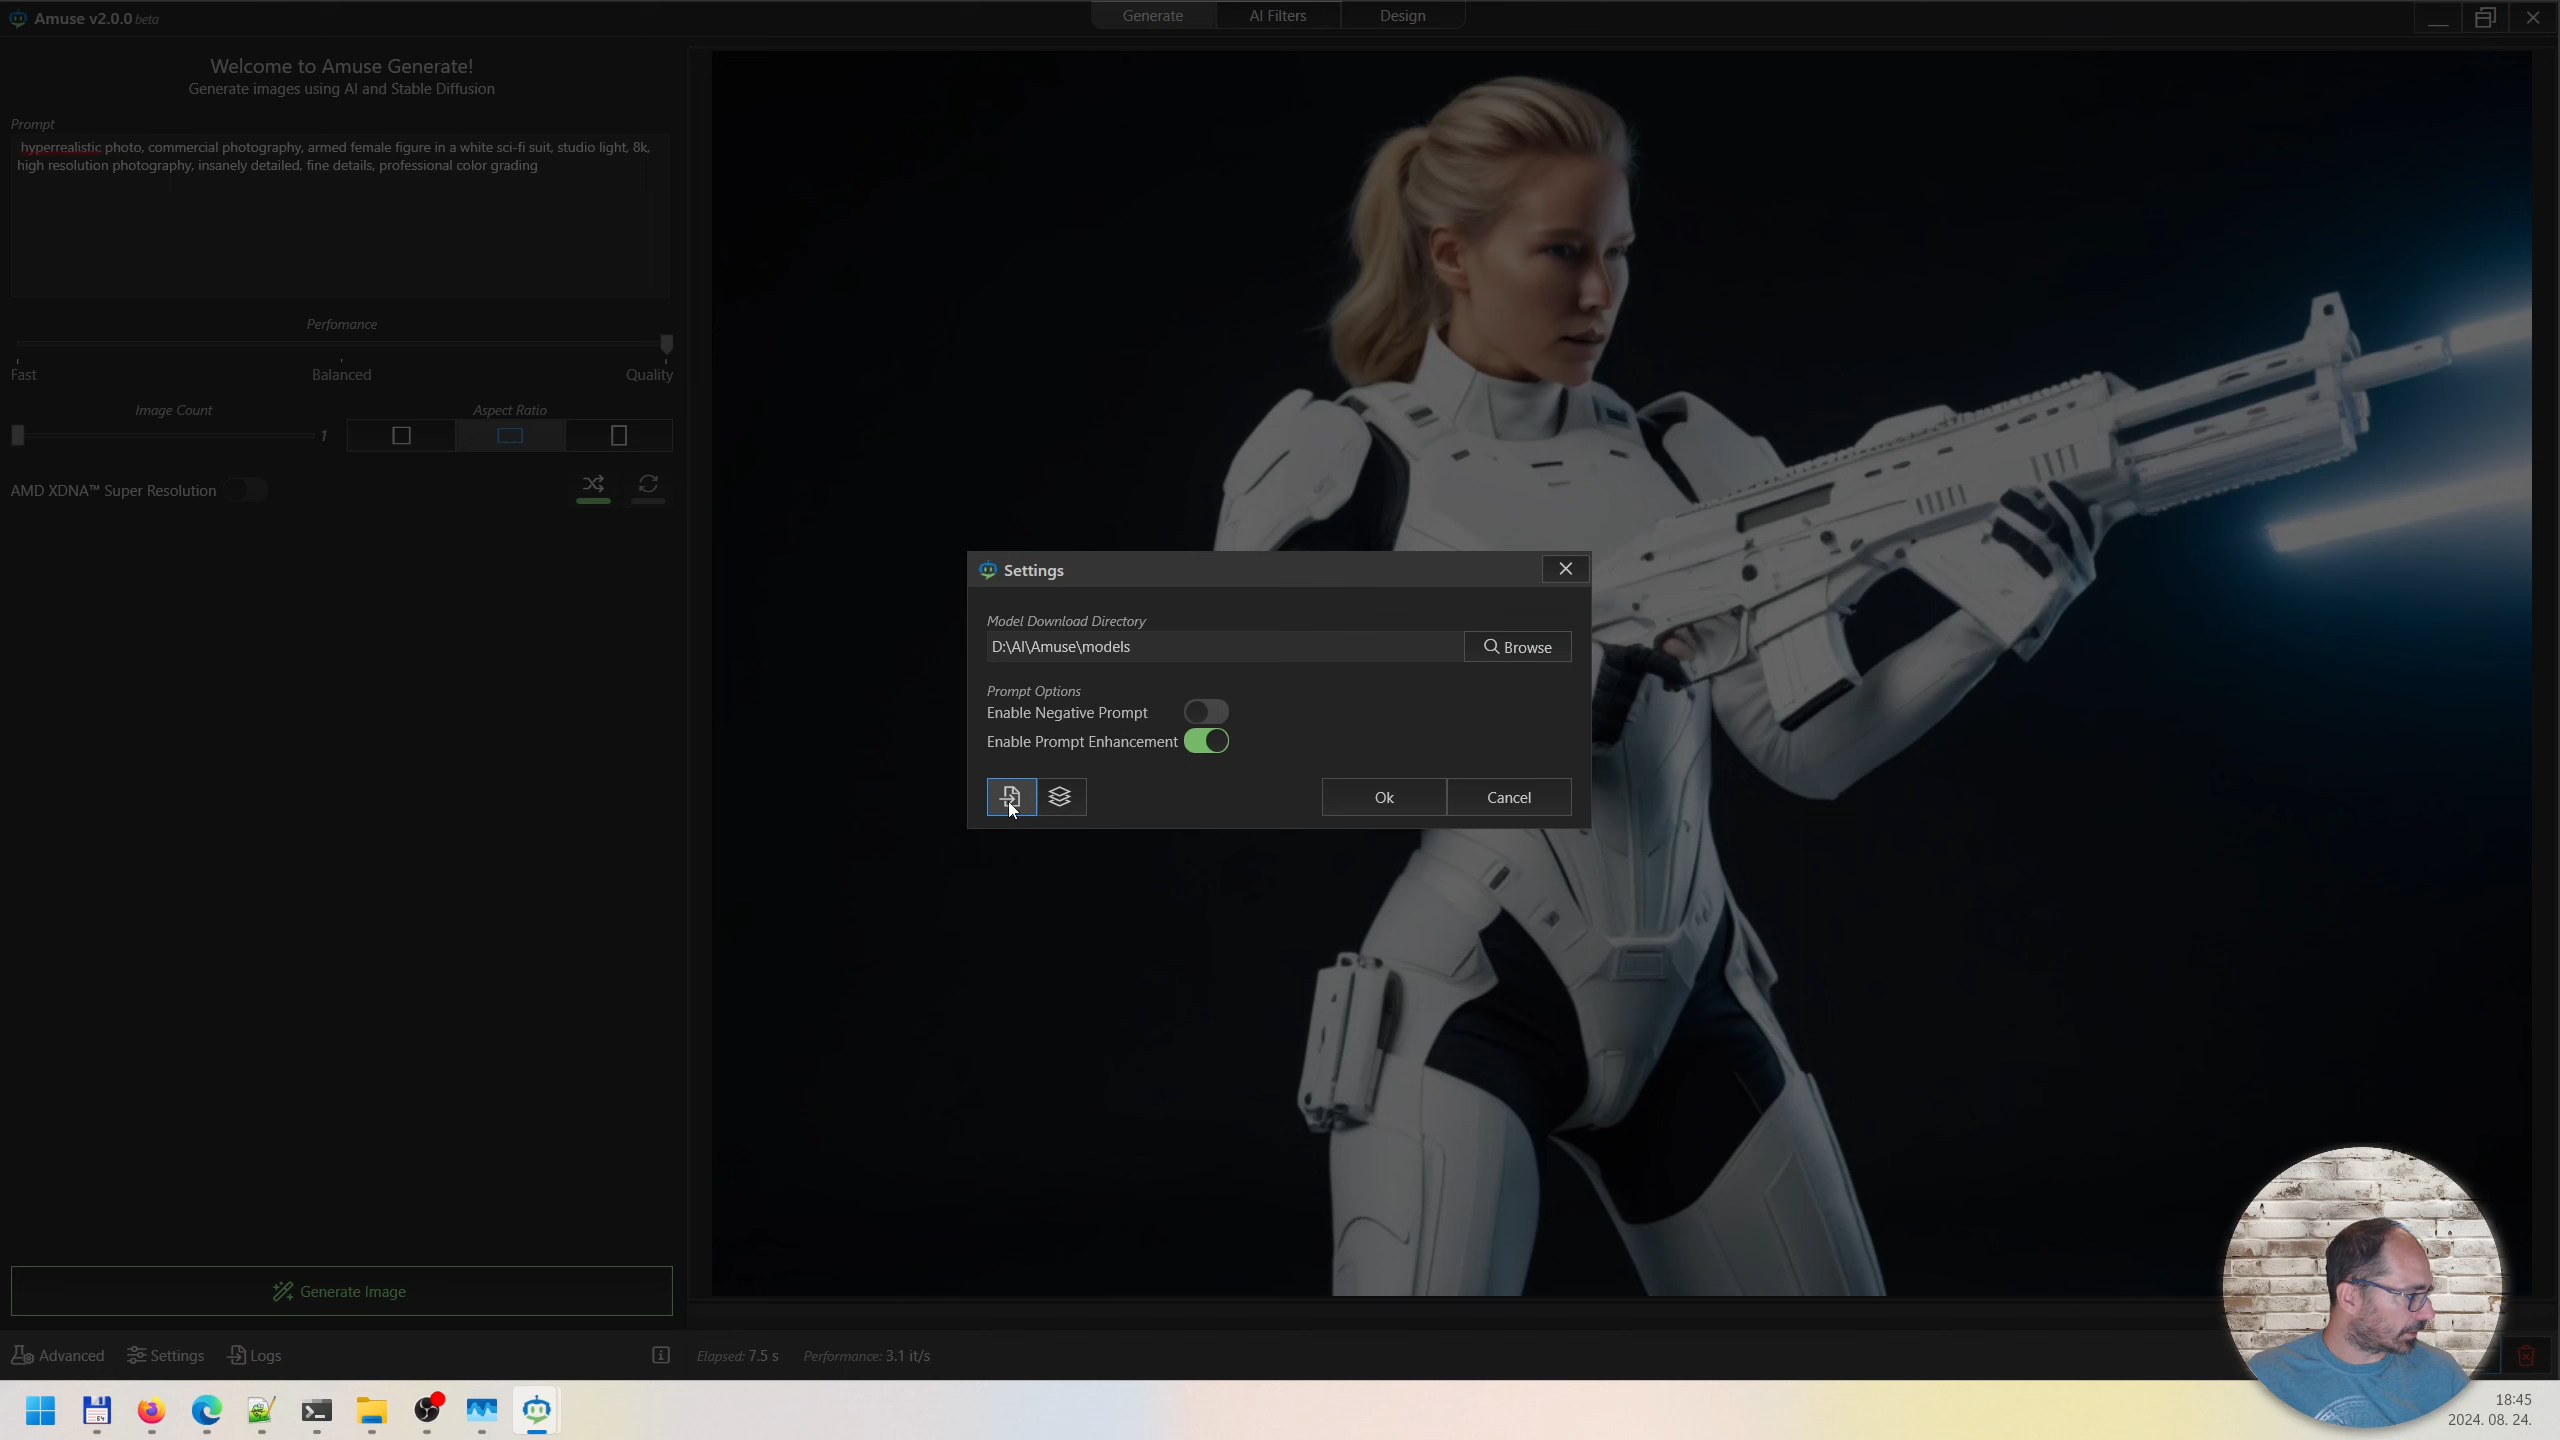 Amuse v2.0.0 beta
Generate
AI Filters
Design
Welcome to Amuse Generate!
Generate images using AI and Stable Diffusion
Prompt
hyperrealistic photo, commercial photography, armed female figure in a white sci-fi suit, studio light, 8k,
high resolution photography, insanely detailed, fine details, professional color grading
Perfomance
Fast
Balanced
Quality
Image Count
Aspect Ratio
1
AMD XDNA™ Super Resolution
Settings
Model Download Directory
D:\AI\Amuse\models
Browse
Prompt Options
Enable Negative Prompt
Enable Prompt Enhancement
Ok
Cancel
Generate Image
Advanced
Settings
Logs
Elapsed: 7.5 s
Performance: 3.1 it/s
64
18:45
2024. 08. 24.